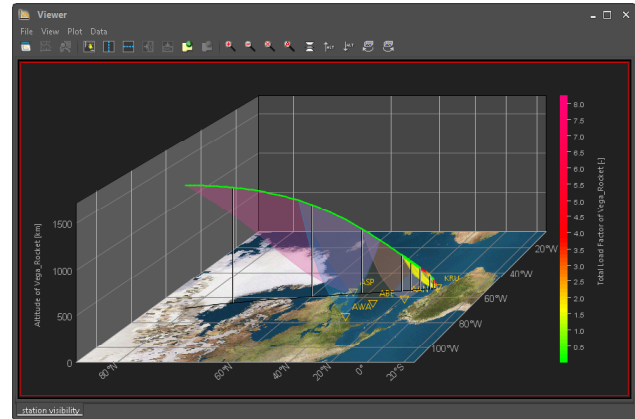 Viewer
File View Plot Data
1500
1000
500
0
Altitude of Vega_Rocket [km]
80°N
60°N
40°N
20°N
0°
20°S
100°W
80°W
60°W
40°W
20°W
ASP
ABE
AWA
KRU
8.0
7.5
7.0
6.5
6.0
5.5
5.0
4.5
4.0
3.5
3.0
2.5
2.0
1.5
1.0
0.5
Total Load Factor of Vega_Rocket [-]
station visibility